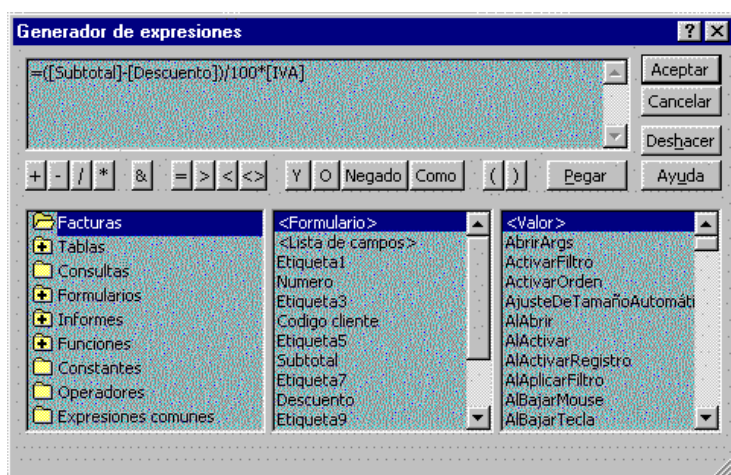 Generador de expresiones
? X
=([Subtotal]-[Descuento])/100*[IVA]
Aceptar
Cancelar
Deshacer
+ - / * & = > < <> Y O Negado Como ( ) Pegar Ayuda
Facturas
Tablas
Consultas
Formularios
Informes
Funciones
Constantes
Operadores
Expresiones comunes
<Formulario>
<Lista de campos>
Etiqueta1
Numero
Etiqueta3
Codigo cliente
Etiqueta5
Subtotal
Etiqueta7
Descuento
Etiqueta9
<Valor>
AbrirArgs
ActivarFiltro
ActivarOrden
AjusteDeTamañoAutomáti
AlAbrir
AlActivar
AlActivarRegistro
AlAplicarFiltro
AlBajarMouse
AlBajarTecla